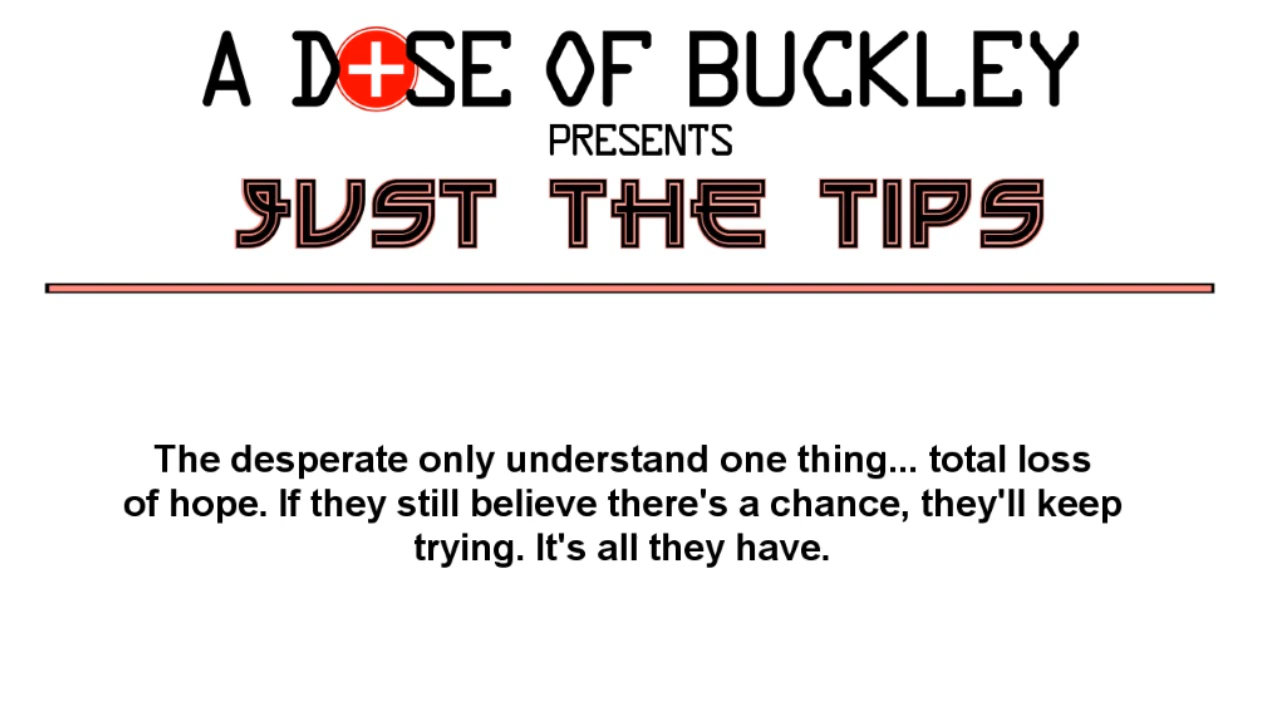 A DOSE OF BUCKLEY
PRESENTS
JUST THE TIPS
The desperate only understand one thing... total loss
of hope. If they still believe there's a chance, they'll keep
trying. It's all they have.